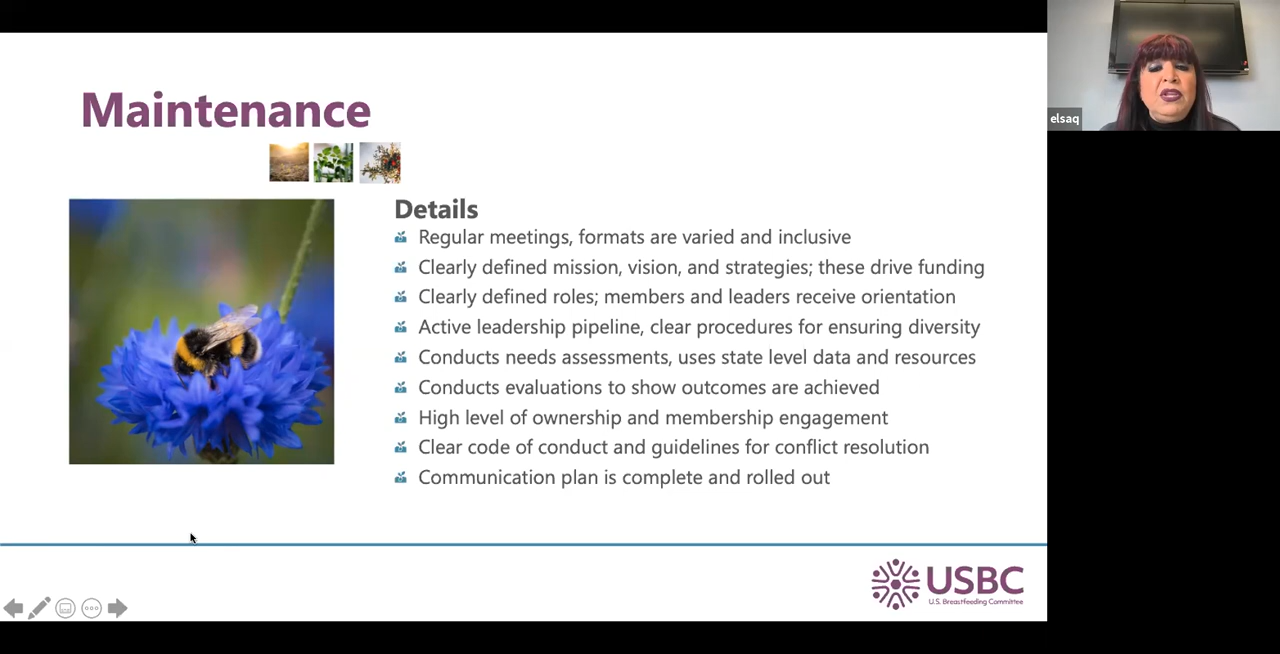 Maintenance
elsaq
Details
Regular meetings, formats are varied and inclusive
Clearly defined mission, vision, and strategies; these drive funding
Clearly defined roles; members and leaders receive orientation
Active leadership pipeline, clear procedures for ensuring diversity
Conducts needs assessments, uses state level data and resources
Conducts evaluations to show outcomes are achieved
High level of ownership and membership engagement
Clear code of conduct and guidelines for conflict resolution
Communication plan is complete and rolled out
USBC
U.S. Breastfeeding Committee